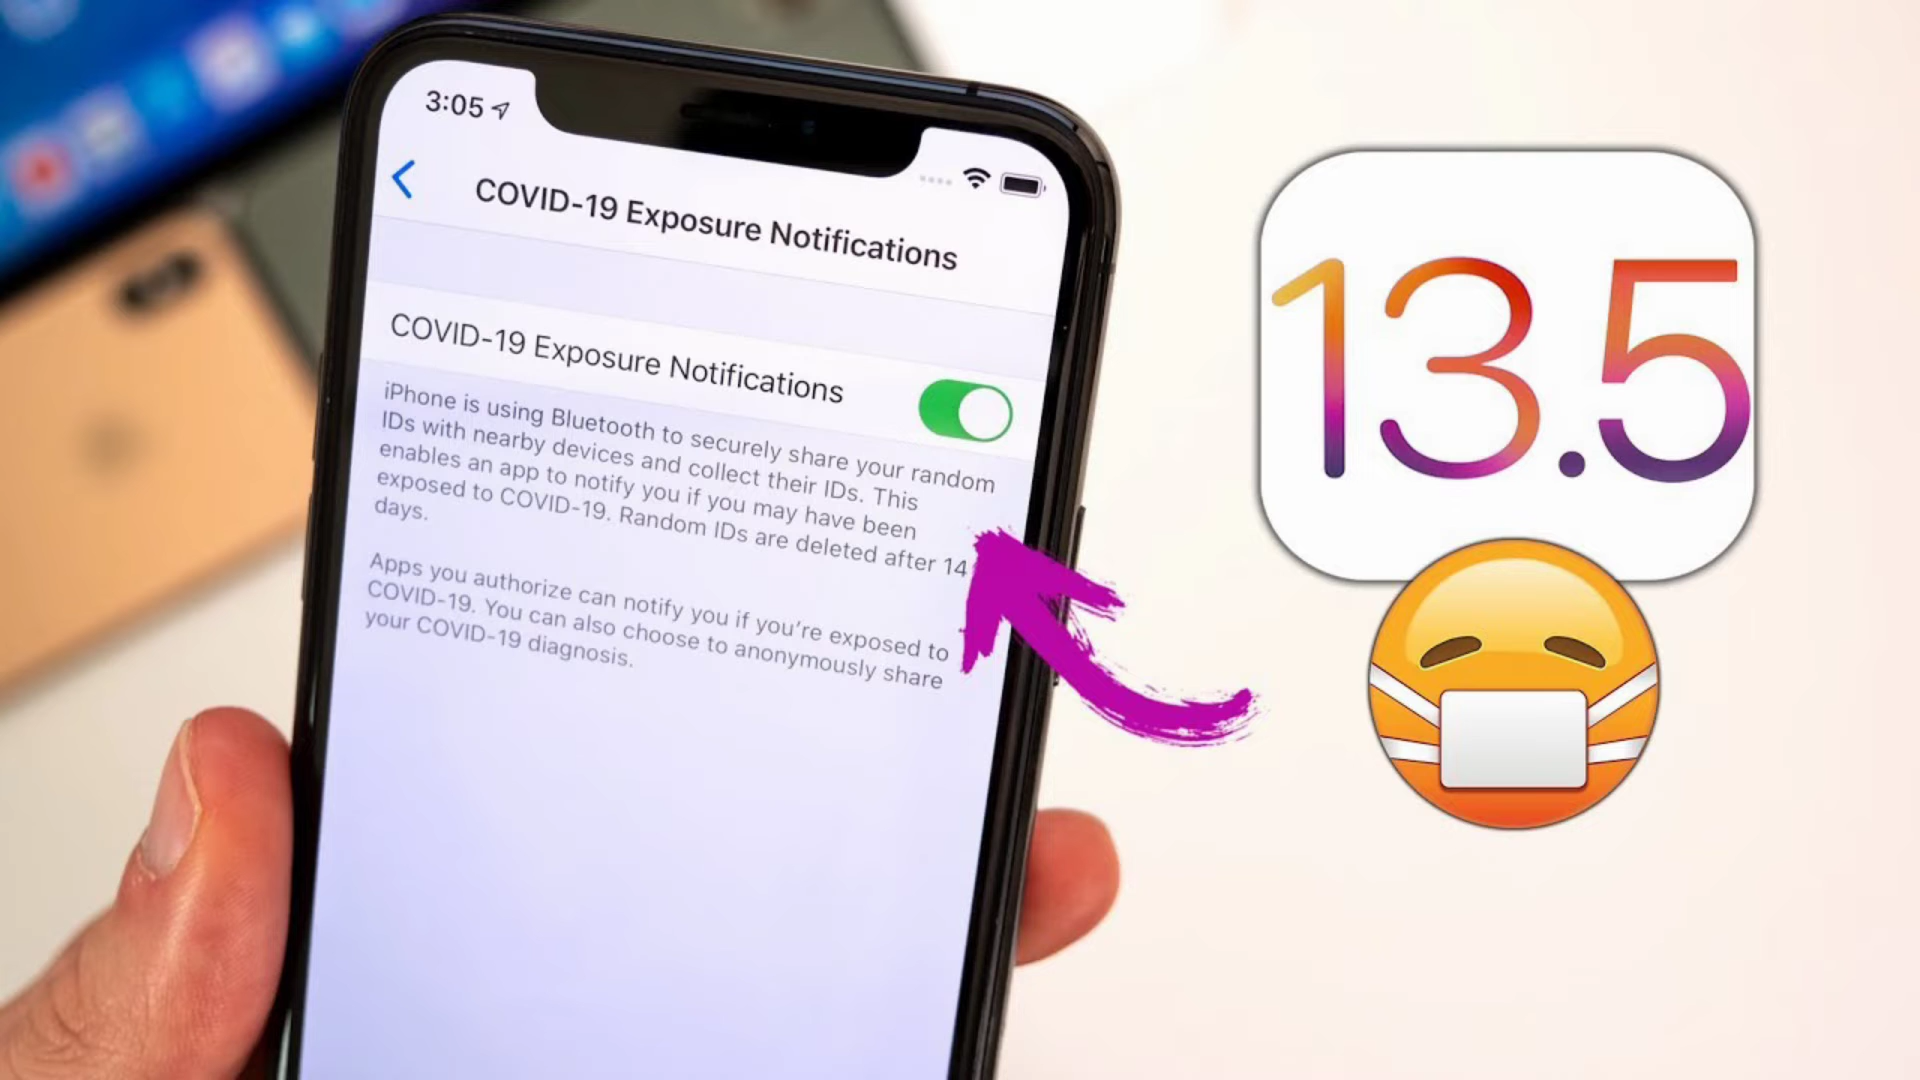 3:05
COVID-19 Exposure Notifications
COVID-19 Exposure Notifications
iPhone is using Bluetooth to securely share your random
IDs with nearby devices and collect their IDs. This
enables an app to notify you if you may have been
exposed to COVID-19. Random IDs are deleted after 14
days.
Apps you authorize can notify you if you're exposed to
COVID-19. You can also choose to anonymously share
your COVID-19 diagnosis.
13.5